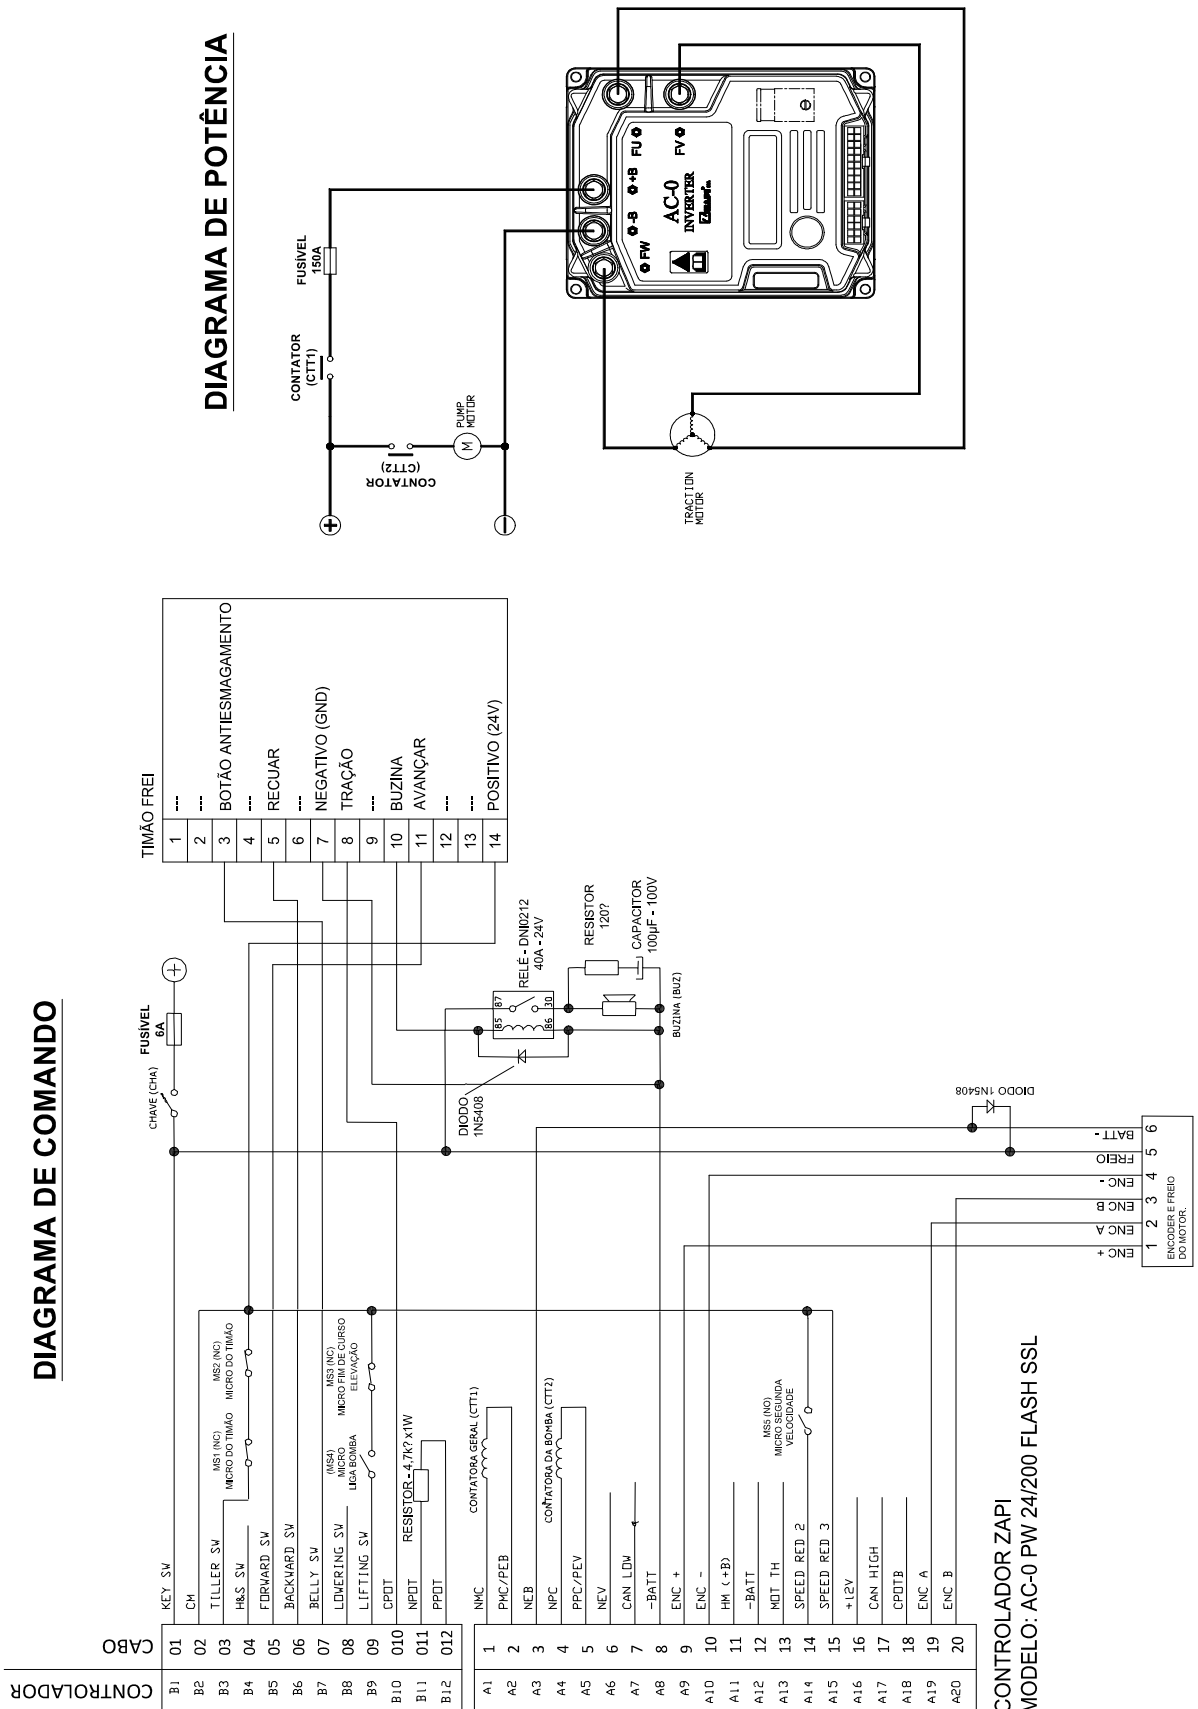 DIAGRAMA DE POTÊNCIA
FUSÍVEL
150A
CONTATOR
(CTT1)
CONTATOR
(CTT2)
PUMP
MOTOR
M
+
−
TRACTION
MOTOR
FU
FV
+B
-B
FW
AC-0
INVERTER
ZAPI
DIAGRAMA DE COMANDO
TIMÃO FREI
1 ---
2 ---
3 BOTÃO ANTIESMAGAMENTO
4 ---
5 RECUAR
6 ---
7 NEGATIVO (GND)
8 TRAÇÃO
9 ---
10 BUZINA
11 AVANÇAR
12 ---
13 ---
14 POSITIVO (24V)
FUSÍVEL
6A
+
CHAVE (CHA)
RELÉ - DNI0212
40A - 24V
87
30
85
86
RESISTOR
120?
CAPACITOR
100µF - 100V
BUZINA (BUZ)
DIODO
1N5408
DIODO 1N5408
MS1 (NC)
MICRO DO TIMÃO
MS2 (NC)
MICRO DO TIMÃO
(MS4)
MICRO
LIGA BOMBA
MS3 (NC)
MICRO FIM DE CURSO
ELEVAÇÃO
RESISTOR - 4,7k? x1W
CONTATORA GERAL (CTT1)
CONTATORA DA BOMBA (CTT2)
MS5 (NO)
MICRO SEGUNDA
VELOCIDADE
CONTROLADOR CABO
B1 01 KEY SW
B2 02 CM
B3 03 TILLER SW
B4 04 H&S SW
B5 05 FORWARD SW
B6 06 BACKWARD SW
B7 07 BELLY SW
B8 08 LOWERING SW
B9 09 LIFTING SW
B10 010 CPOT
B11 011 NPOT
B12 012 PPOT
A1 1 NMC
A2 2 PMC/PEB
A3 3 NEB
A4 4 NPC
A5 5 PPC/PEV
A6 6 NEV
A7 7 CAN LOW
A8 8 -BATT
A9 9 ENC +
A10 10 ENC -
A11 11 HM (+B)
A12 12 -BATT
A13 13 MOT TH
A14 14 SPEED RED 2
A15 15 SPEED RED 3
A16 16 +12V
A17 17 CAN HIGH
A18 18 CPOTB
A19 19 ENC A
A20 20 ENC B
BATT - 6
FREIO 5
ENC - 4
ENC B 3
ENC A 2
ENC + 1
ENCODER E FREIO
DO MOTOR.
CONTROLADOR ZAPI
MODELO: AC-0 PW 24/200 FLASH SSL